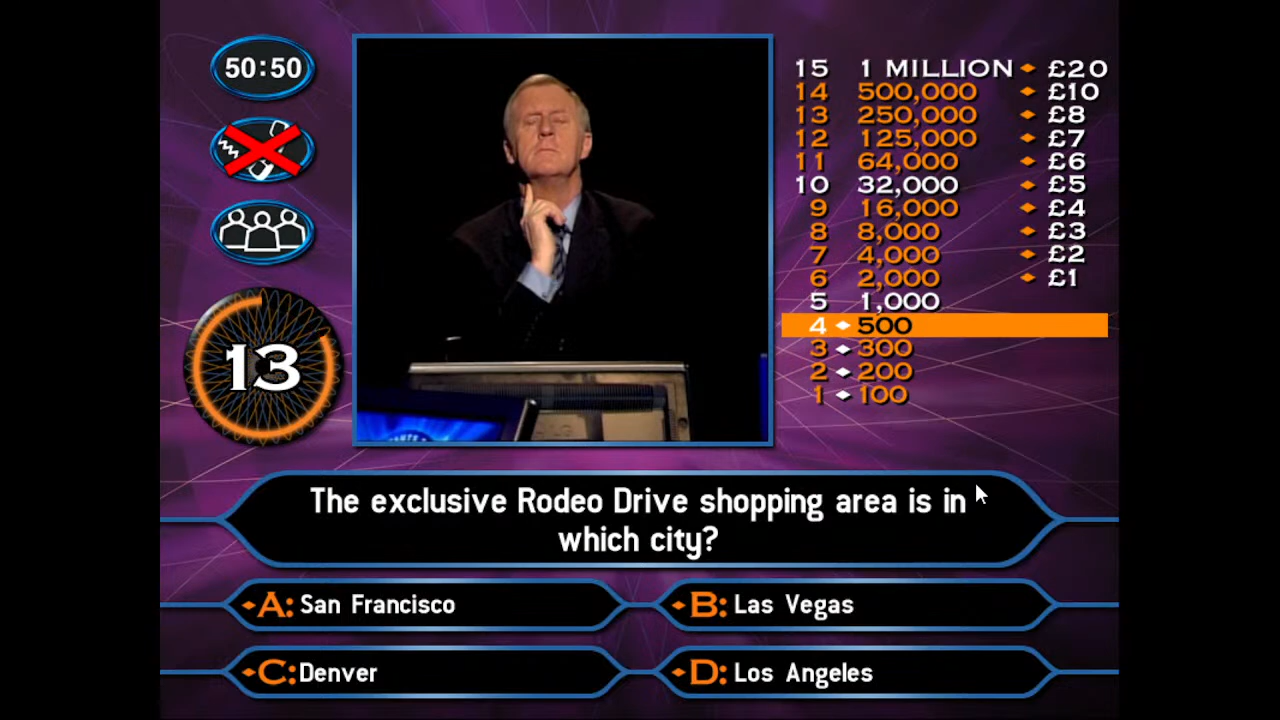 50:50
15 1 MILLION £20
14 500,000 £10
13 250,000 £8
12 125,000 £7
11 64,000 £6
10 32,000 £5
9 16,000 £4
8 8,000 £3
7 4,000 £2
6 2,000 £1
5 1,000
4 500
3 300
2 200
1 100
13
The exclusive Rodeo Drive shopping area is in
which city?
A: San Francisco
B: Las Vegas
C: Denver
D: Los Angeles